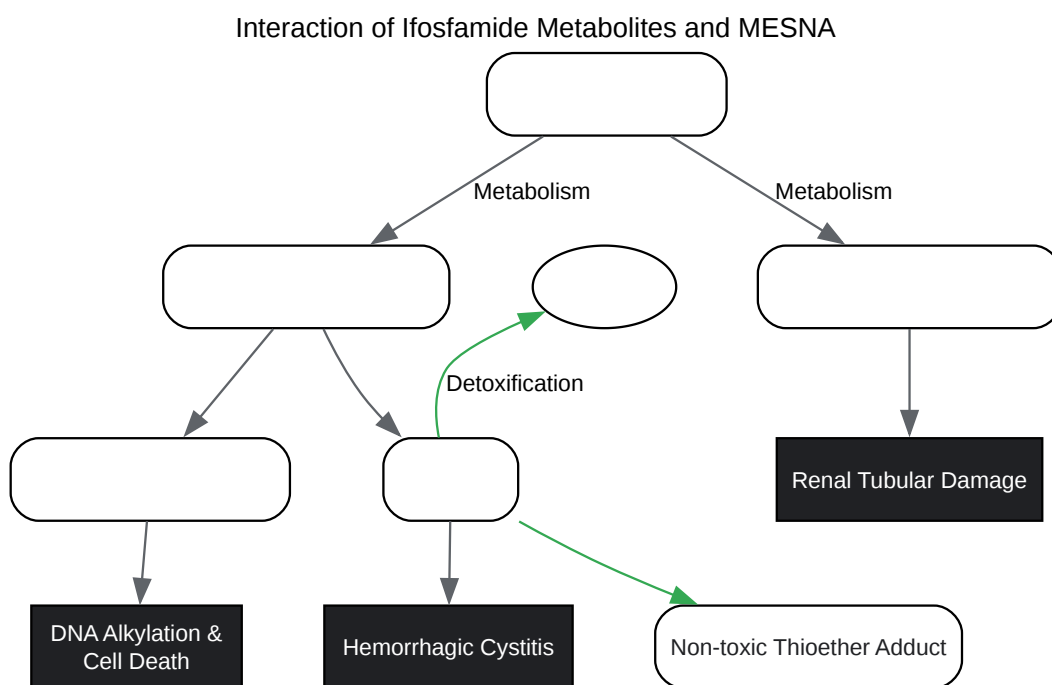 Interaction of Ifosfamide Metabolites and MESNA
Metabolism
Metabolism
Detoxification
Renal Tubular Damage
DNA Alkylation &
Cell Death
Hemorrhagic Cystitis
Non-toxic Thioether Adduct